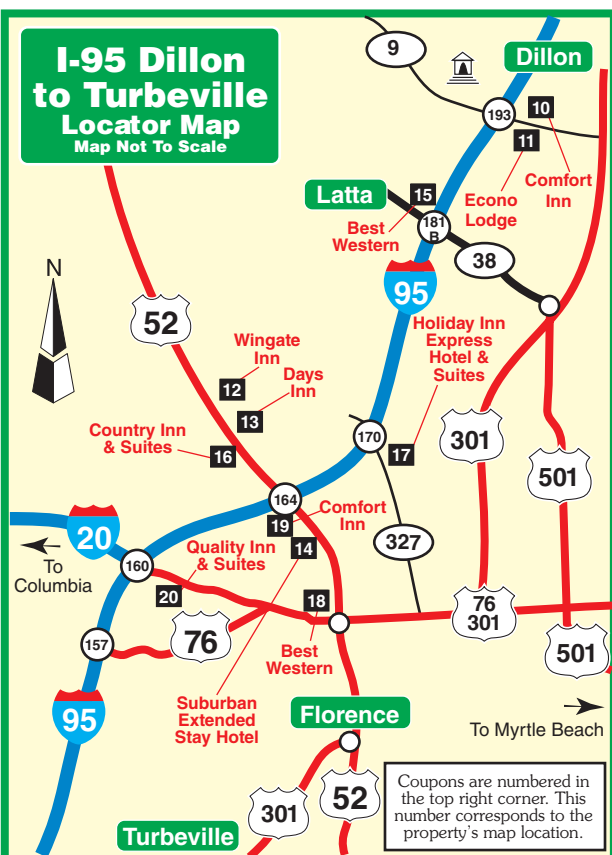 I-95 Dillon
to Turbeville
Locator Map
Map Not To Scale
9
Dillon
193
10
11
Comfort
Inn
Econo
Lodge
Latta
15
Best
Western
181
B
38
N
95
52
Wingate
Inn
Days
Inn
12
13
Holiday Inn
Express
Hotel &
Suites
Country Inn
& Suites
16
170
17
301
501
164
19
Comfort
Inn
14
327
20
To
Columbia
160
Quality Inn
& Suites
20
18
76
301
157
76
Best
Western
501
95
Suburban
Extended
Stay Hotel
Florence
To Myrtle Beach
301
52
Turbeville
Coupons are numbered in
the top right corner. This
number corresponds to the
property's map location.